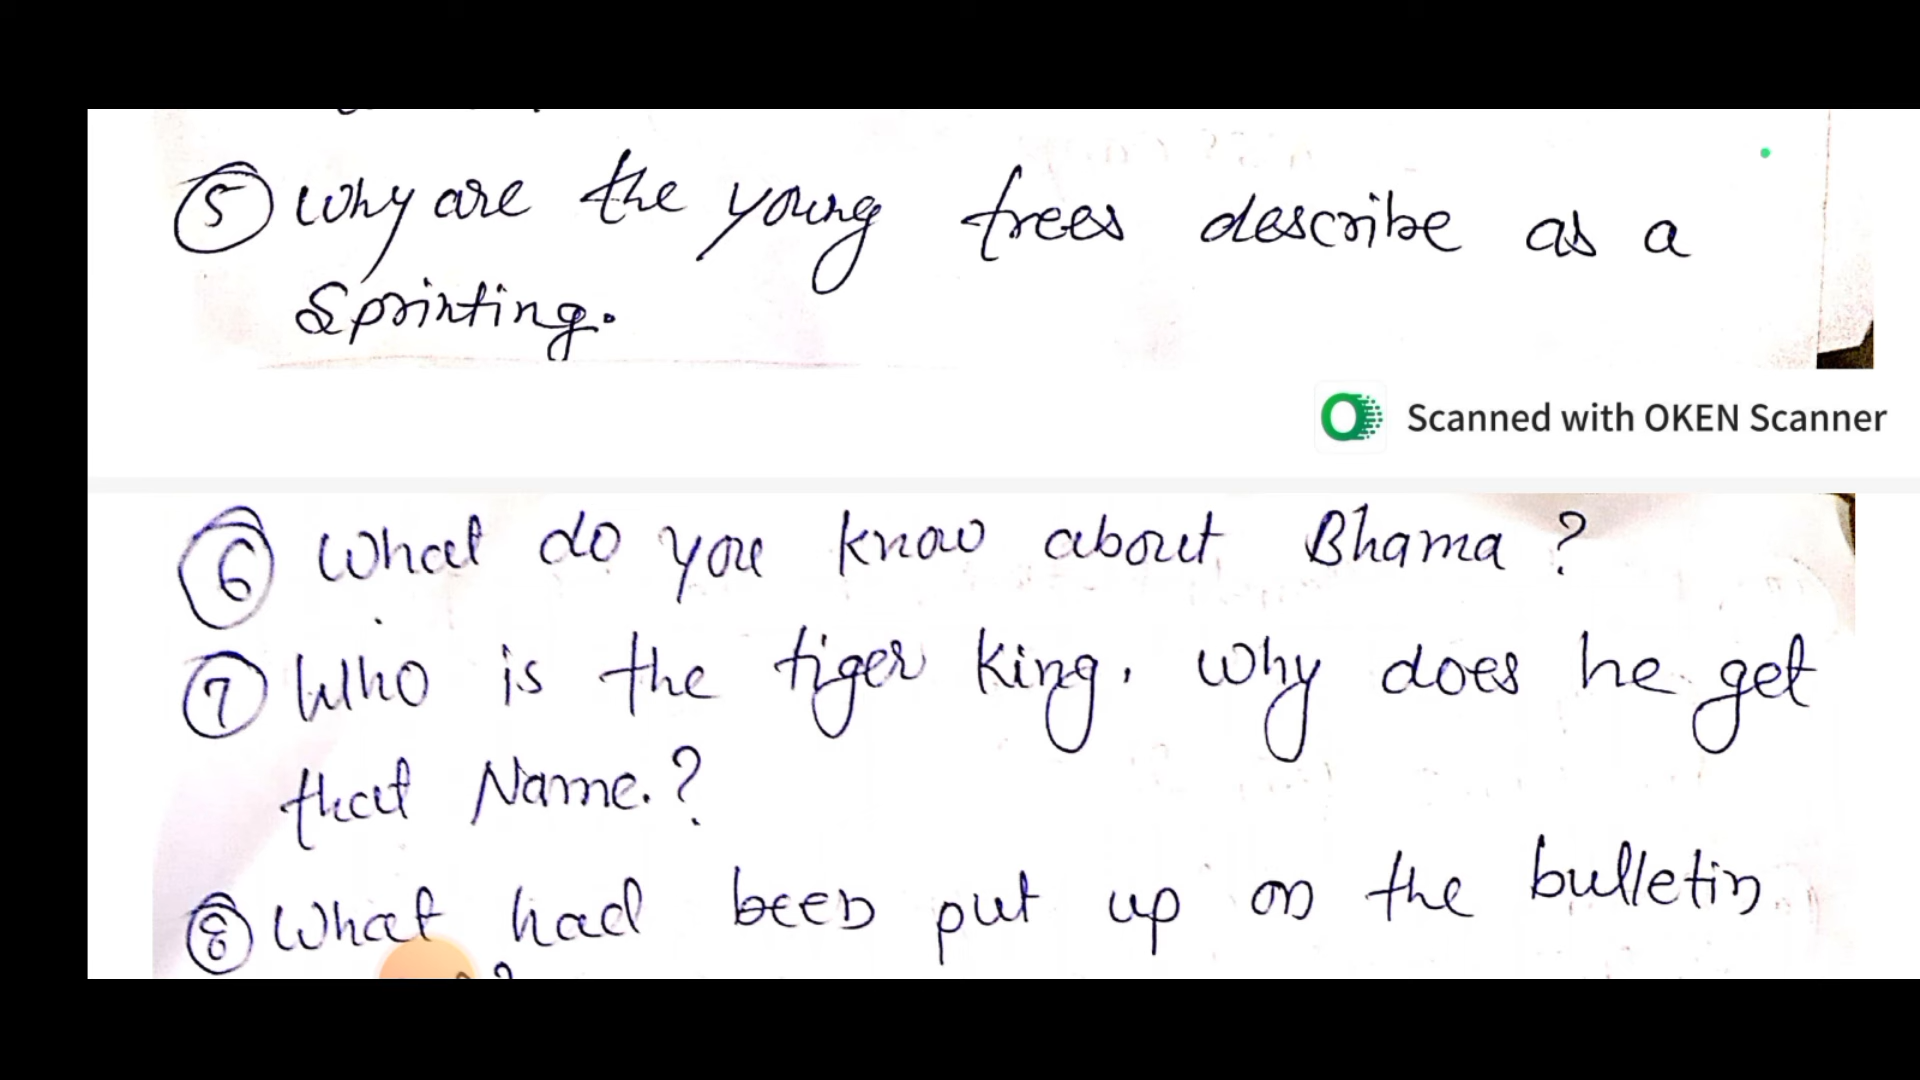 ⑤ Why are the young trees describe as a
Sprinting.
Scanned with OKEN Scanner
⑥ What do you know about Bhama ?
⑦ Who is the tiger King. Why does he get
that Name.?
⑧ What had been put up on the bulletin